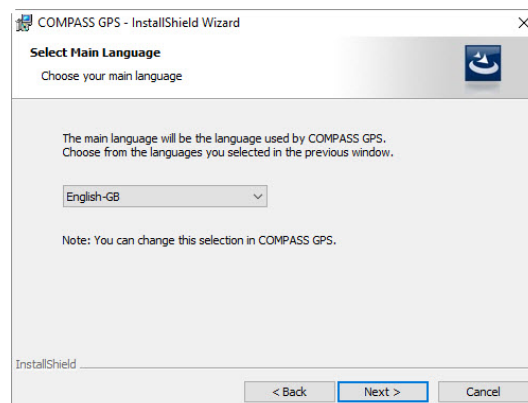 COMPASS GPS - InstallShield Wizard
Select Main Language
Choose your main language
The main language will be the language used by COMPASS GPS.
Choose from the languages you selected in the previous window.
English-GB
Note: You can change this selection in COMPASS GPS.
InstallShield
< Back Next > Cancel